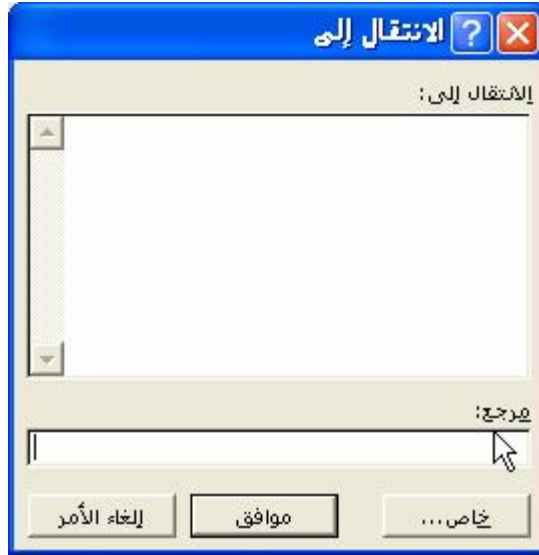 الانتقال إلى
الانتقال إلى:
مرجع:
خاص...
موافق
إلغاء الأمر